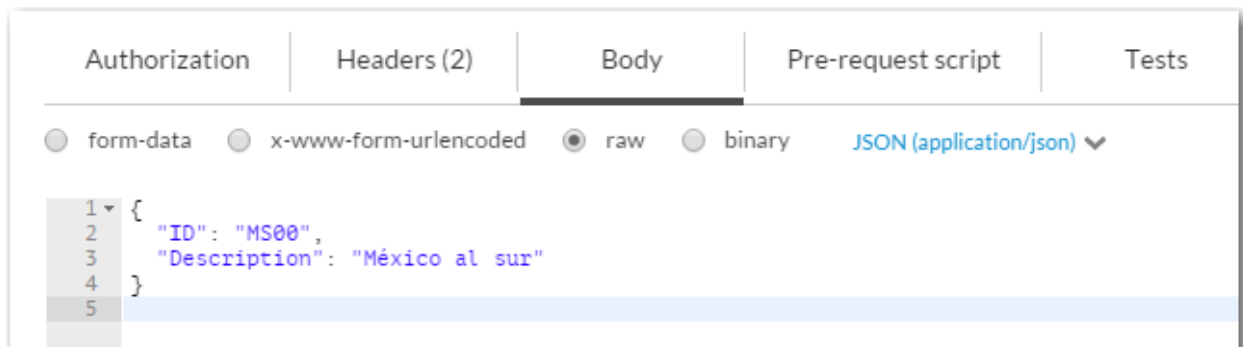 Authorization Headers (2) Body Pre-request script Tests
form-data x-www-form-urlencoded raw binary JSON (application/json)
1 {
2 "ID": "MS00",
3 "Description": "México al sur"
4 }
5